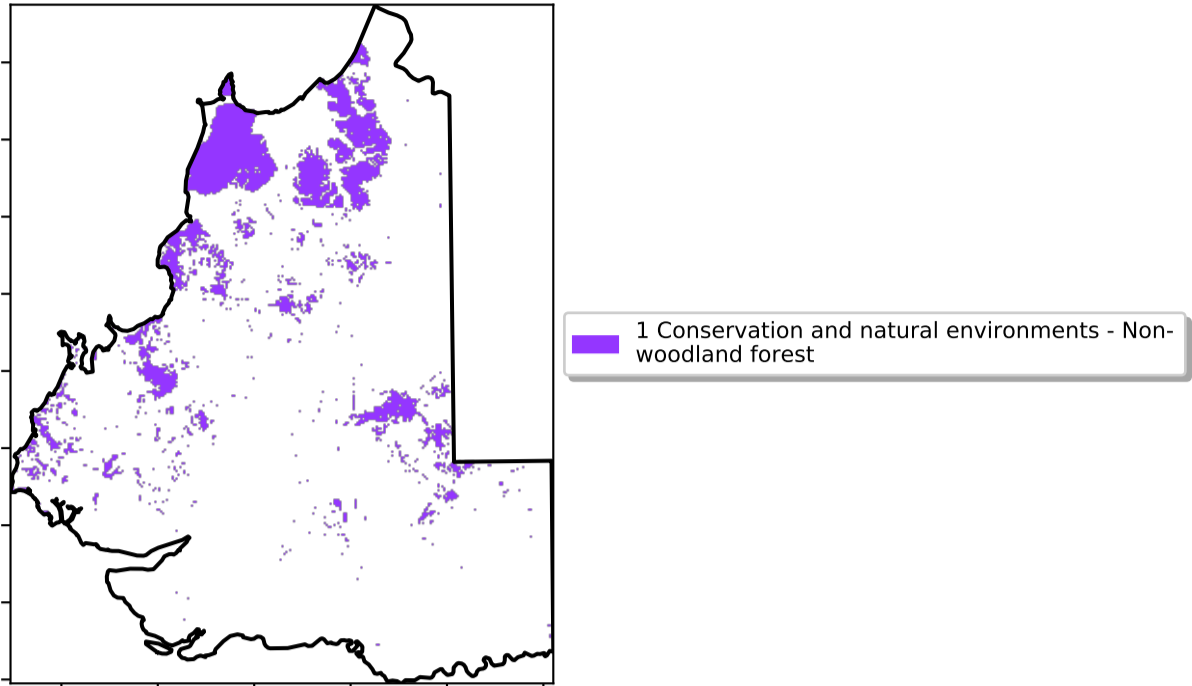 1 Conservation and natural environments - Non-
woodland forest